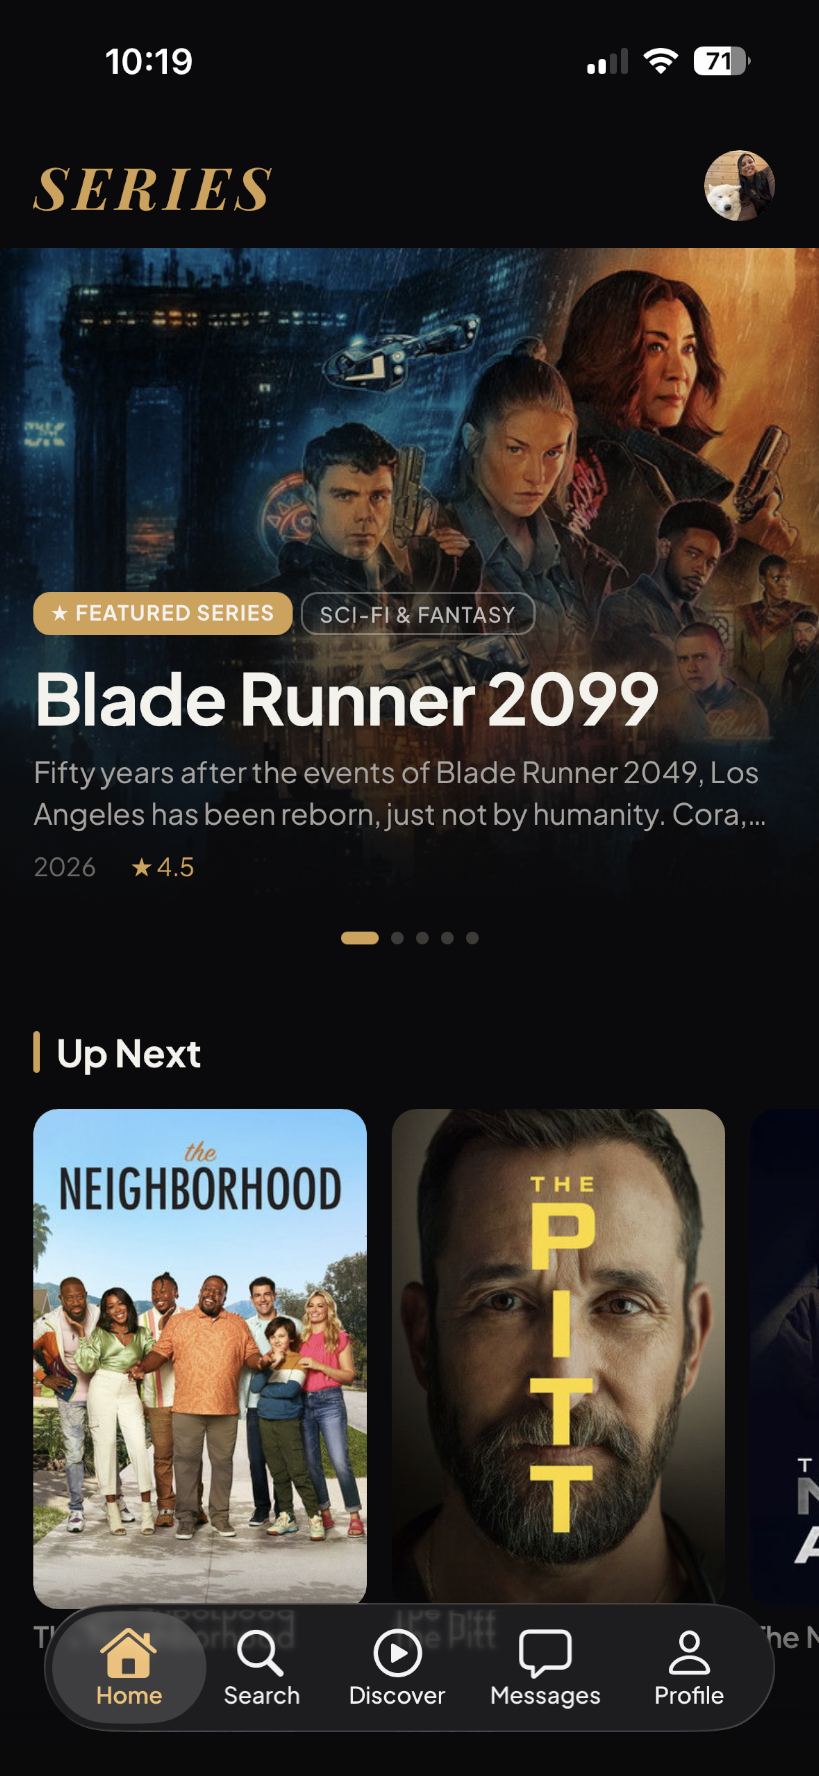 10:19
71
SERIES
★ FEATURED SERIES
SCI-FI & FANTASY
Blade Runner 2099
Fifty years after the events of Blade Runner 2049, Los
Angeles has been reborn, just not by humanity. Cora,...
2026 ★ 4.5
Up Next
the
NEIGHBORHOOD
THE
PITT
Home
Search
Discover
Messages
Profile